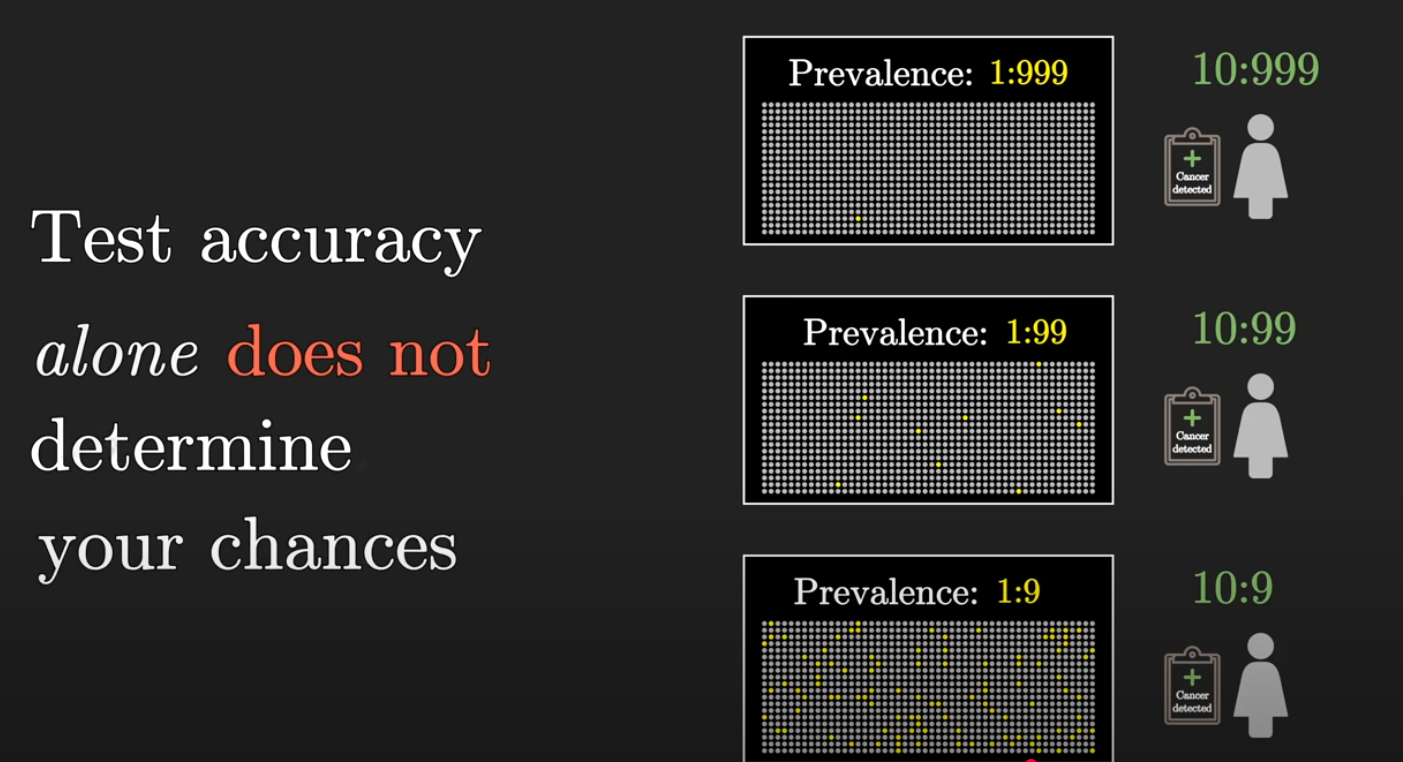 Test accuracy
alone does not
determine
your chances
Prevalence: 1:999
10:999
+
Cancer
detected
Prevalence: 1:99
10:99
+
Cancer
detected
Prevalence: 1:9
10:9
+
Cancer
detected